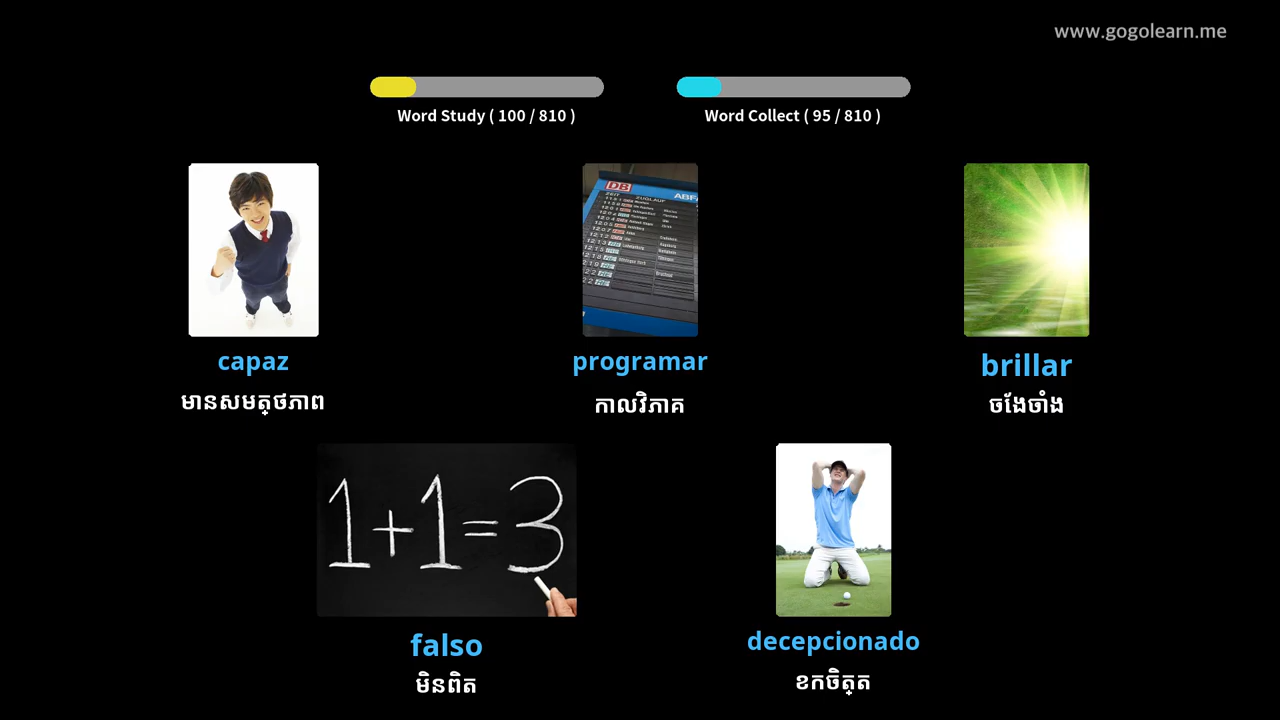 www.gogolearn.me
Word Study ( 100 / 810 )
Word Collect ( 95 / 810 )
DB
ABF
capaz
programar
brillar
មានសមត្ថភាព
កាលវិភាគ
ចងែចាំង
1+1=3
falso
decepcionado
មិនពិត
ខកចិត្ត